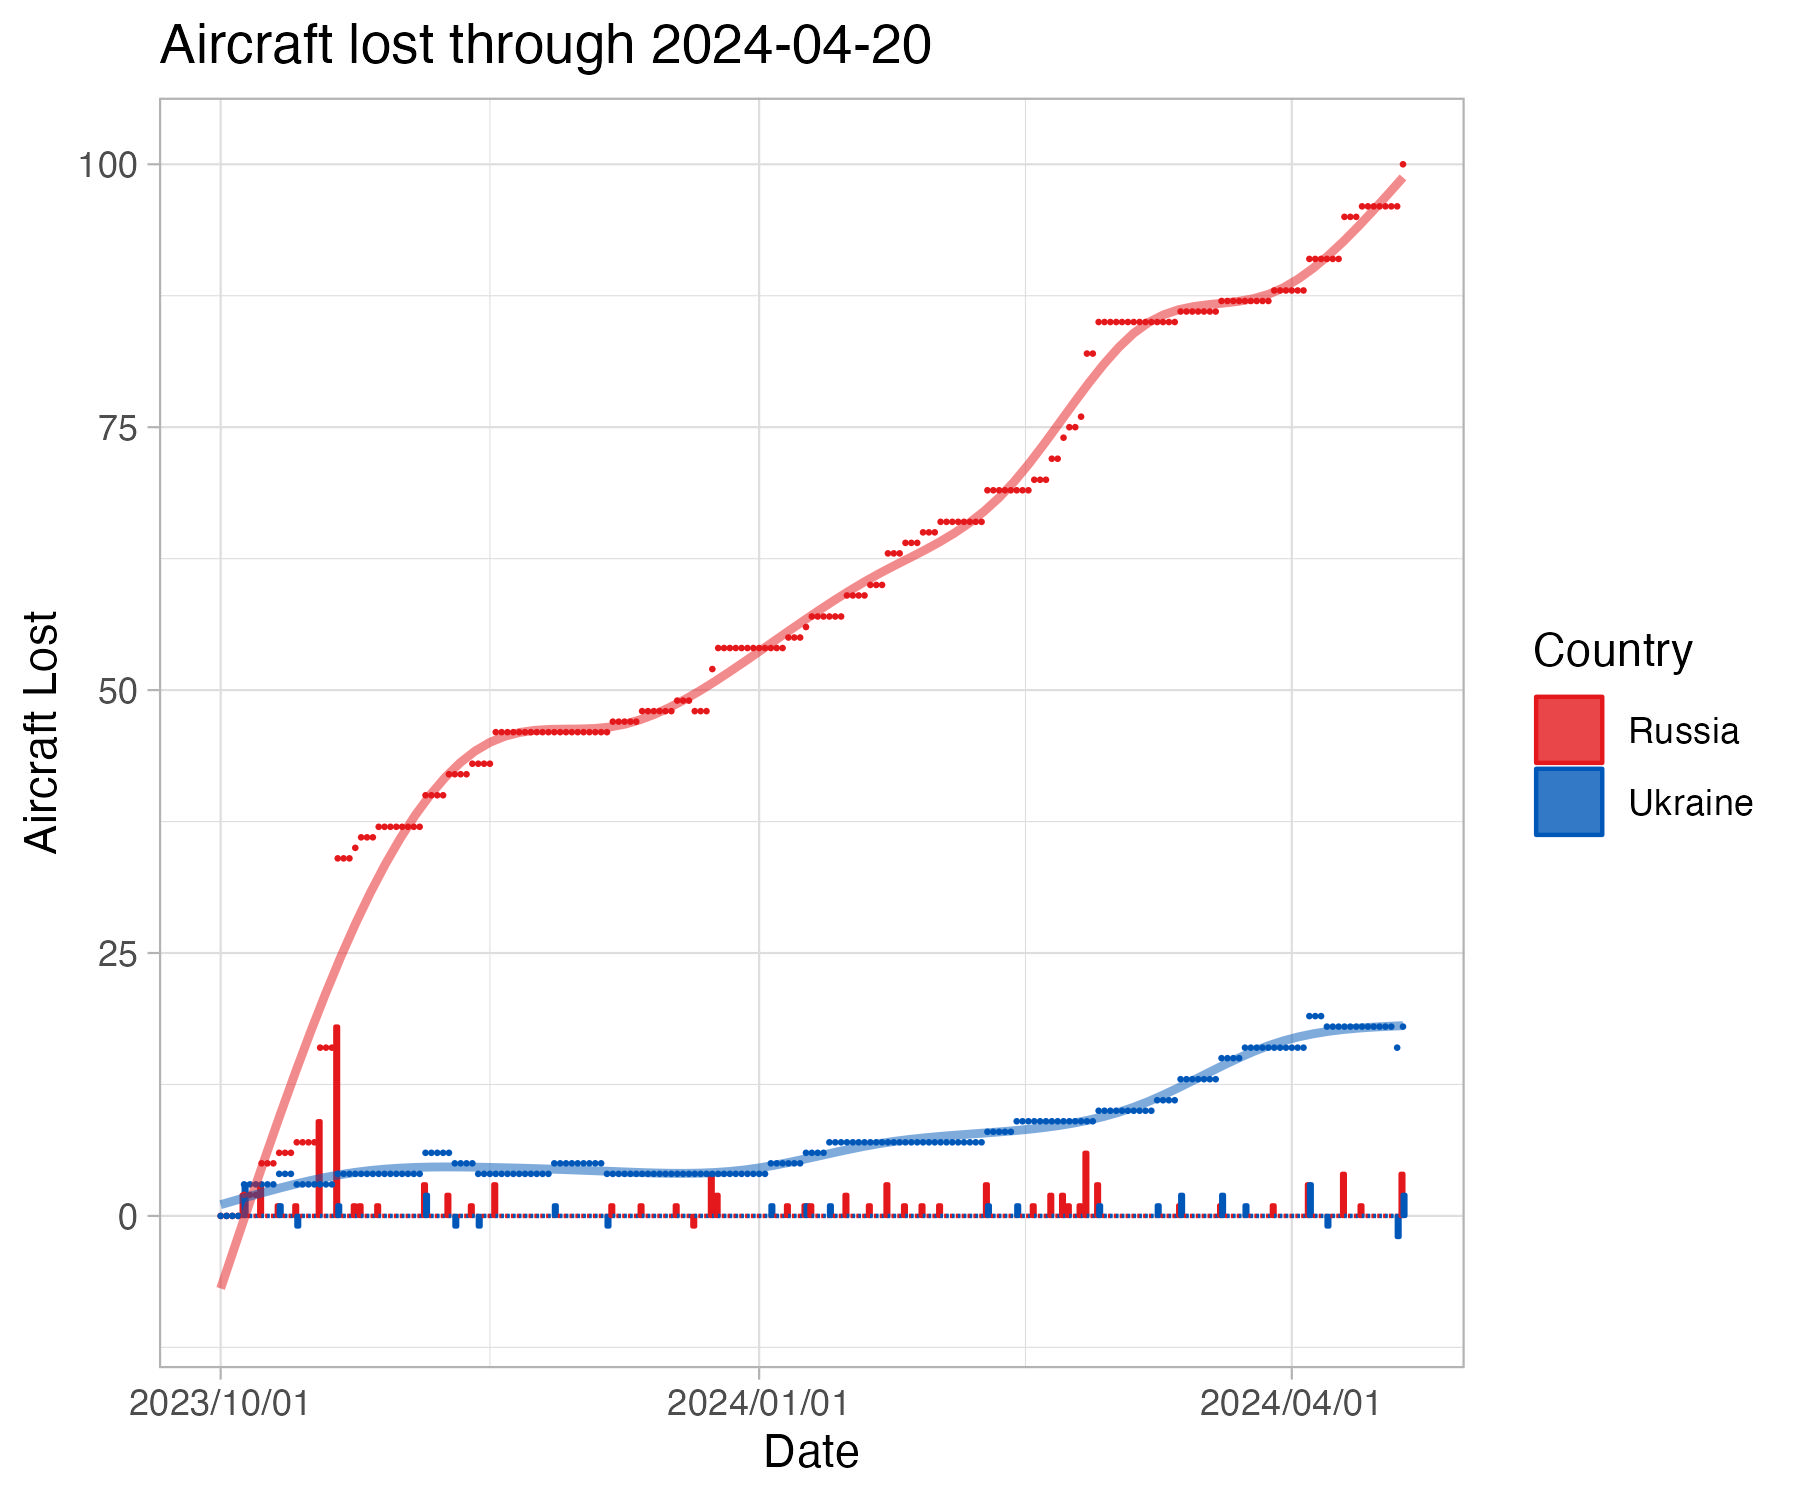 Aircraft lost through 2024-04-20
Aircraft Lost
100
75
50
25
0
2023/10/01
2024/01/01
2024/04/01
Date
Country
Russia
Ukraine